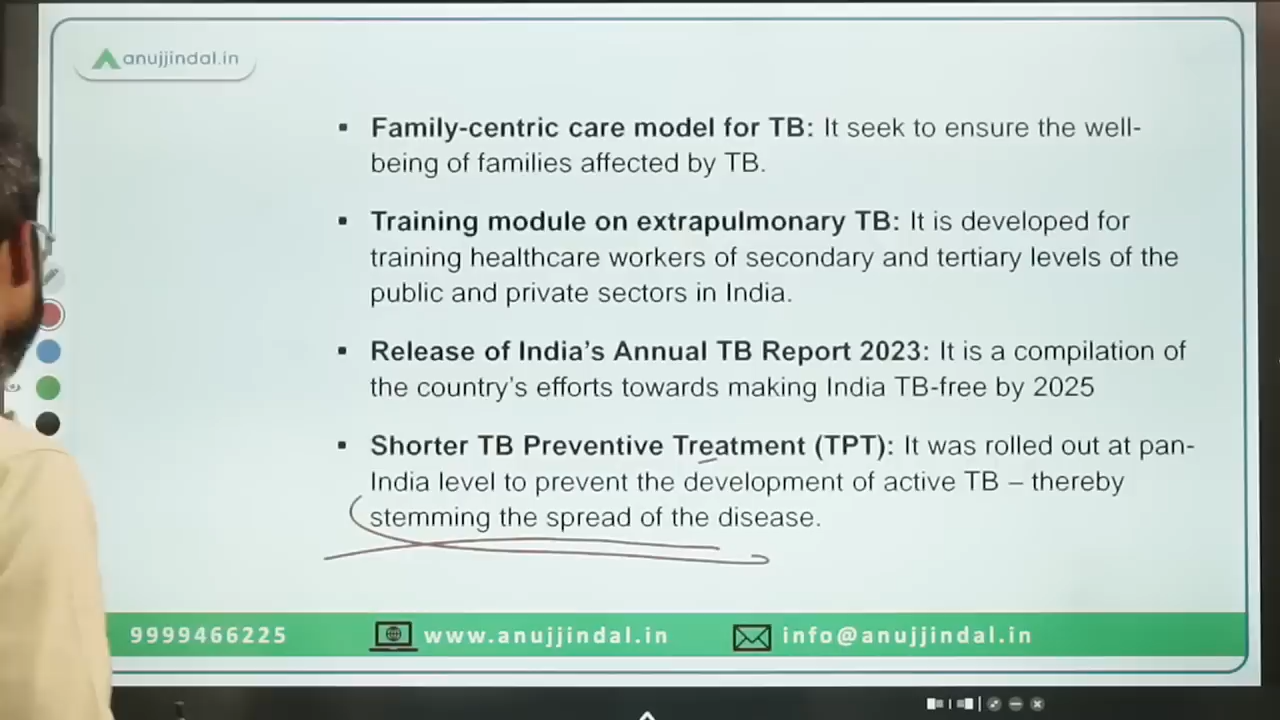 anujjindal.in
▪ Family-centric care model for TB: It seek to ensure the well-
being of families affected by TB.
▪ Training module on extrapulmonary TB: It is developed for
training healthcare workers of secondary and tertiary levels of the
public and private sectors in India.
▪ Release of India's Annual TB Report 2023: It is a compilation of
the country's efforts towards making India TB-free by 2025
▪ Shorter TB Preventive Treatment (TPT): It was rolled out at pan-
India level to prevent the development of active TB – thereby
stemming the spread of the disease.
9999466225 www.anujjindal.in info@anujjindal.in